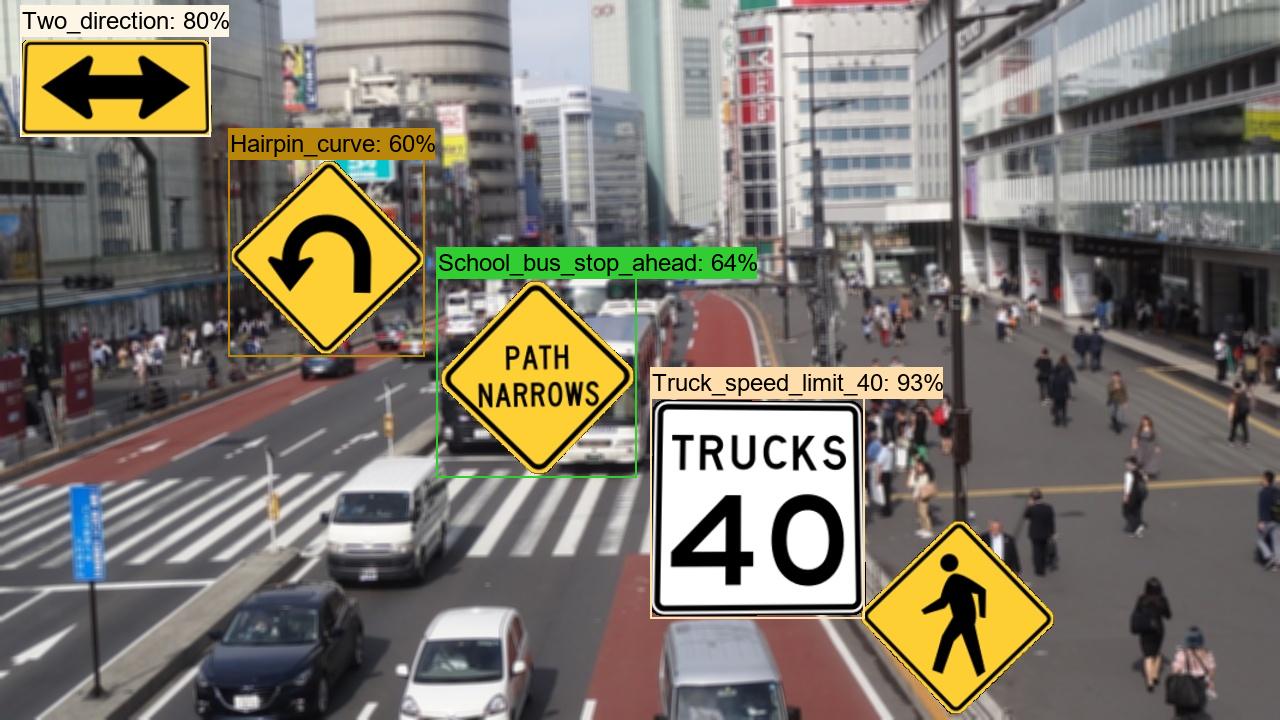 Two_direction: 80%
Hairpin_curve: 60%
School_bus_stop_ahead: 64%
PATH
NARROWS
Truck_speed_limit_40: 93%
TRUCKS
40